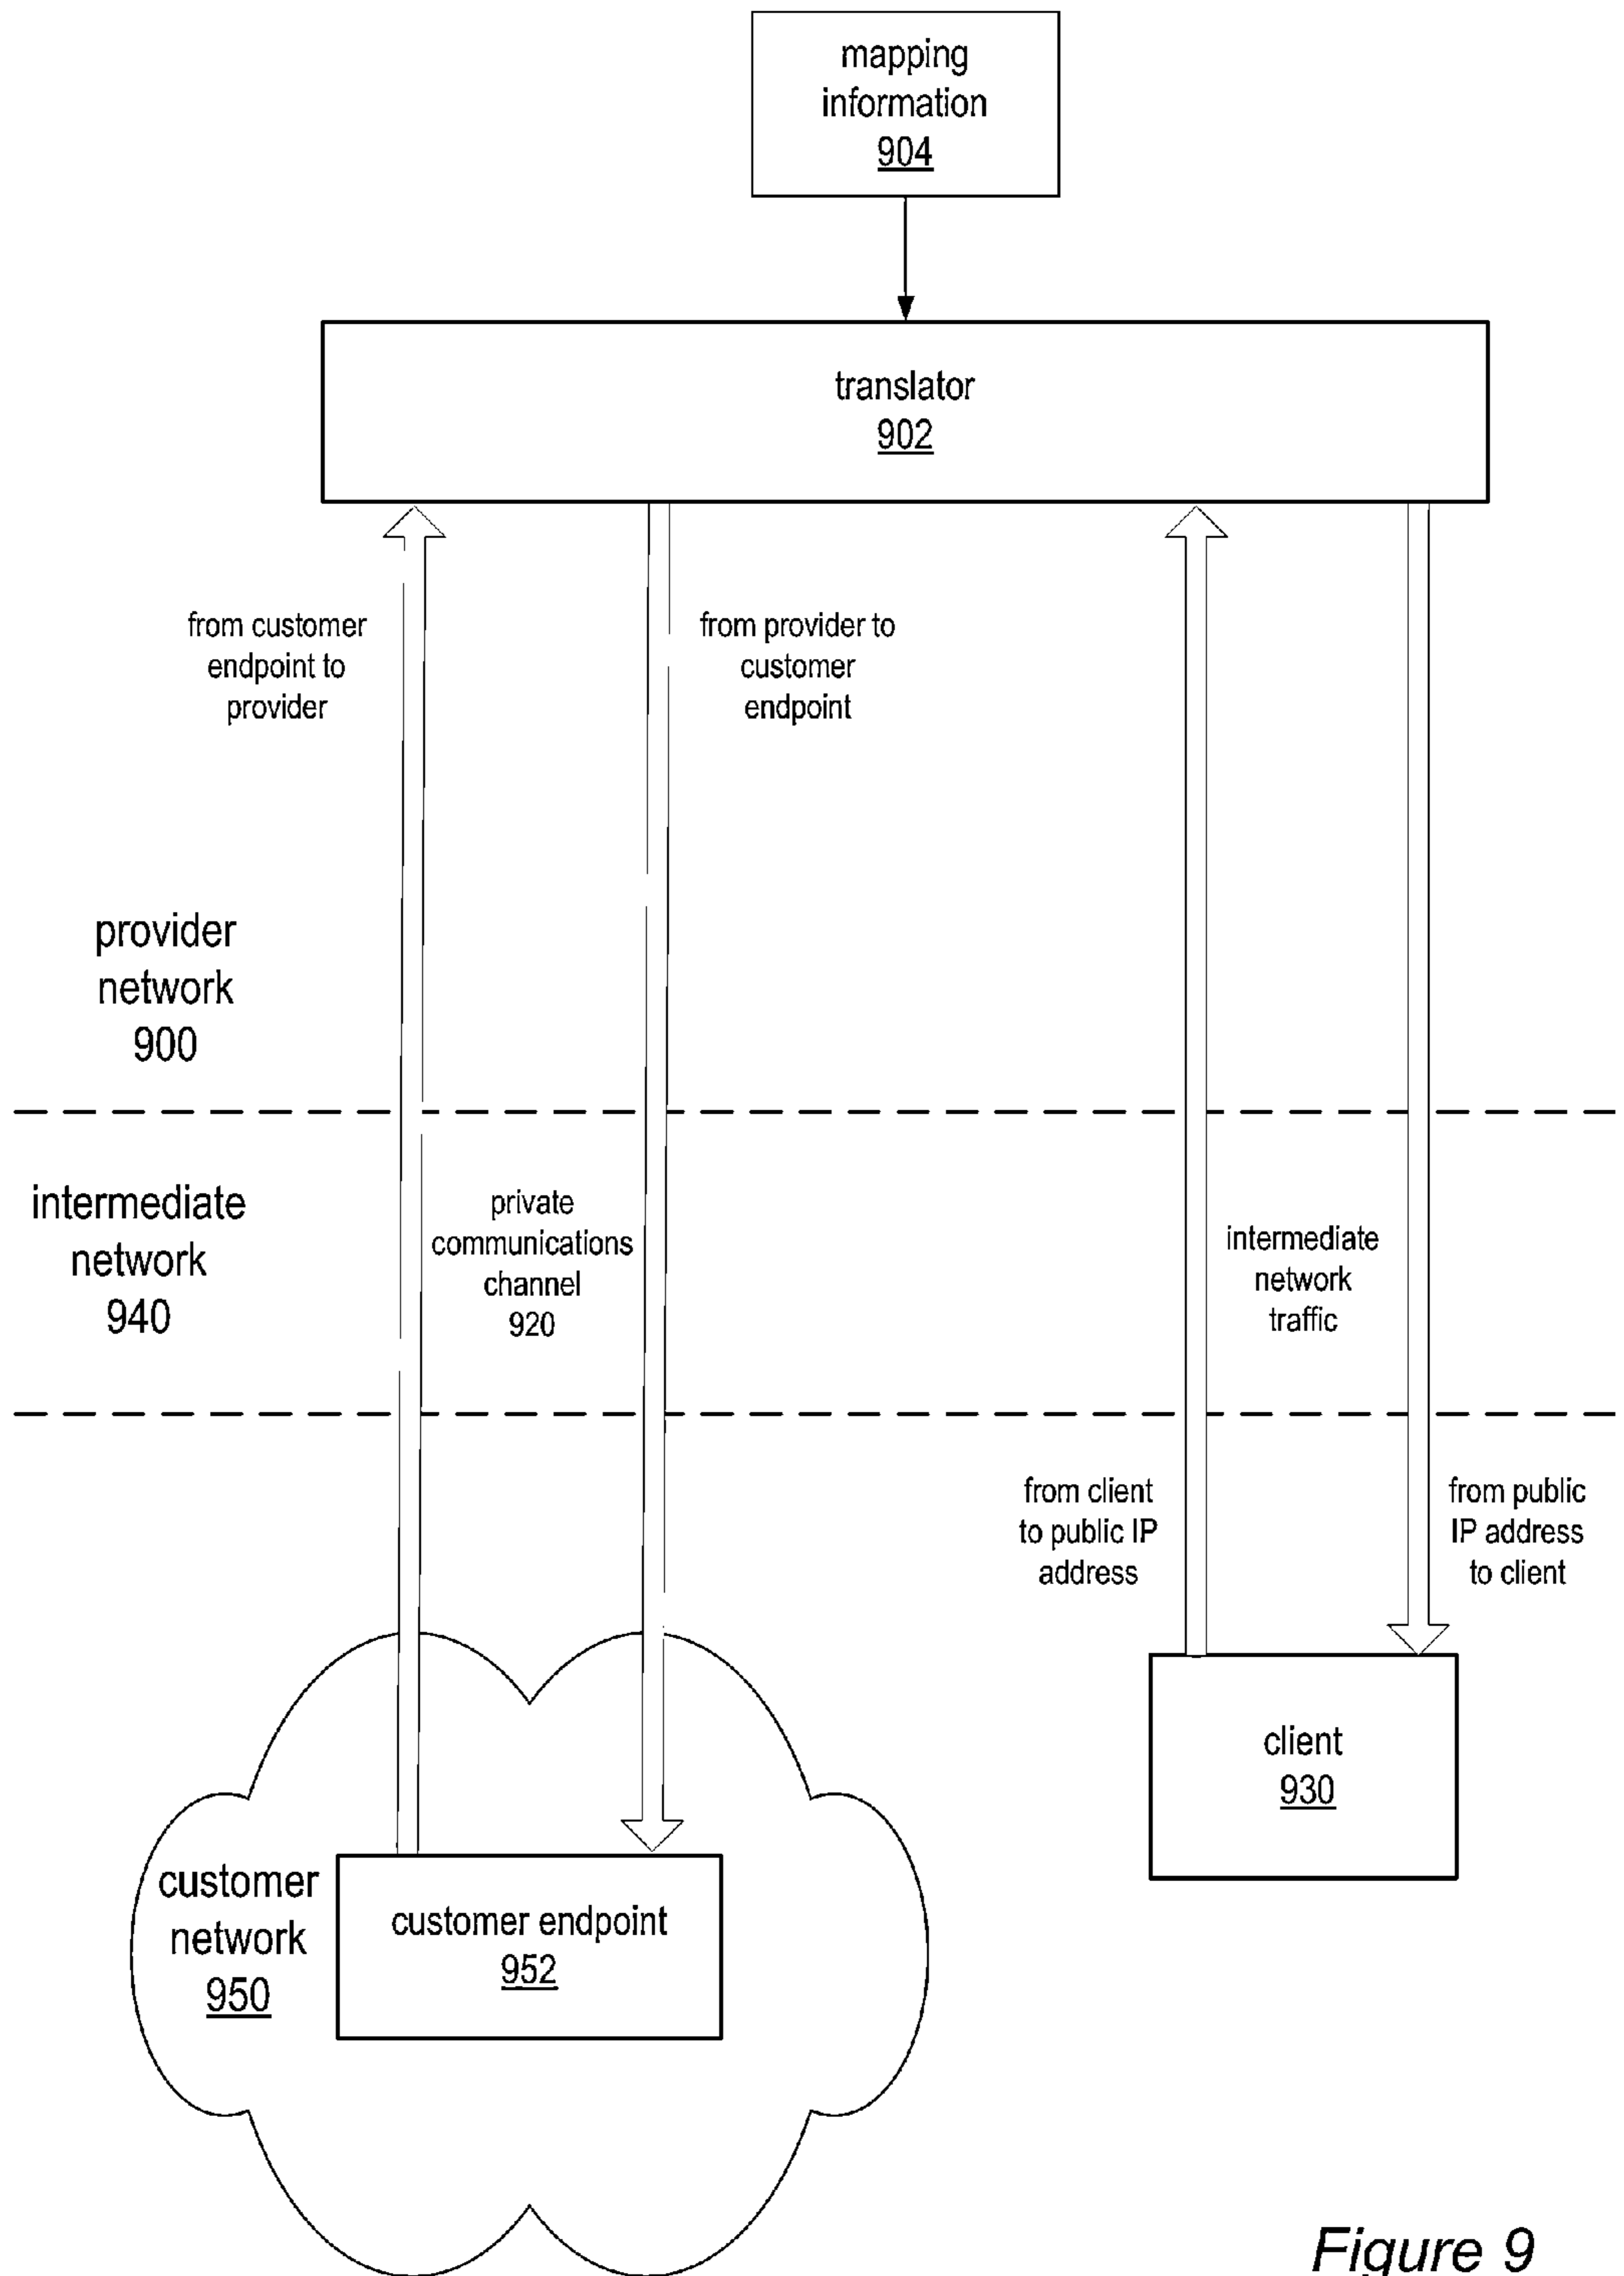 mapping
information
904
translator
902
from customer
endpoint to
provider
from provider to
customer
endpoint
provider
network
900
intermediate
network
940
private
communications
channel
920
intermediate
network
traffic
from client
to public IP
address
from public
IP address
to client
client
930
customer
network
950
customer endpoint
952
Figure 9